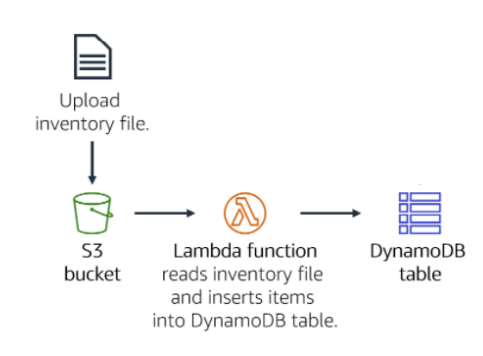 Upload
inventory file.
S3
bucket
Lambda function
reads inventory file
and inserts items
into DynamoDB table.
DynamoDB
table